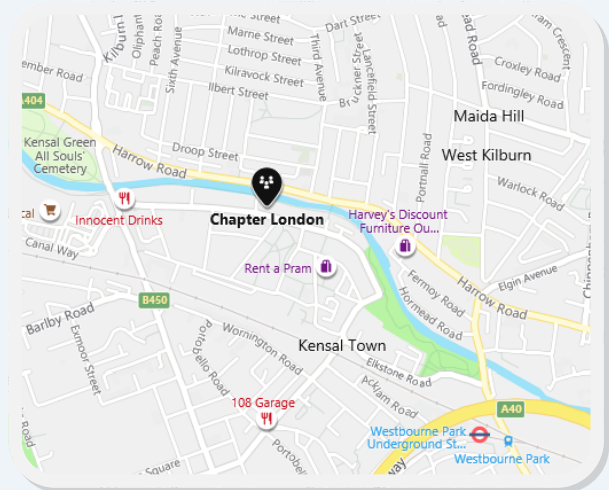 Marne Street
Dart Street
Lothrop Street
Kilravock Street
Ilbert Street
Peach Ro
Sixth Avenue
Third Avenue
Lancefield Street
Croxley Road
Fordingley Road
Maida Hill
West Kilburn
A404
Kensal Green
All Souls'
Cemetery
Harrow Road
Droop Street
Portnall Road
Warlock Road
Innocent Drinks
Chapter London
Harvey's Discount
Furniture Ou...
Canal Way
Rent a Pram
Elgin Avenue
Fermoy Road
Harrow Road
Hormead Road
B450
Barlby Road
Exmoor Street
Portobello Road
Wornington Road
Kensal Town
Elkstone Road
Acklam Road
108 Garage
A40
Westbourne Park
Underground St...
Westbourne Park
Portobel
Square